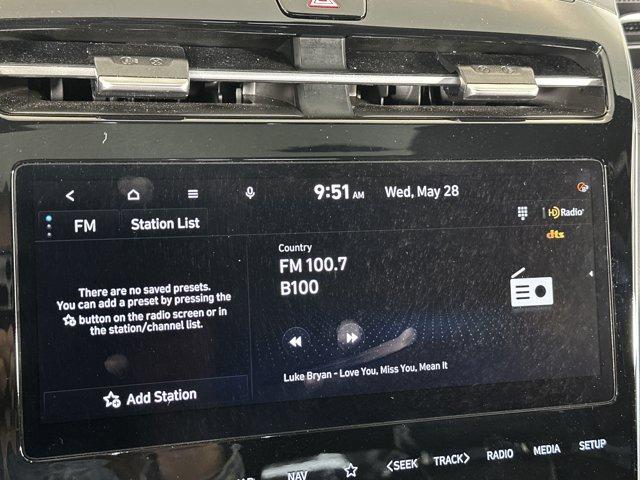 9:51 AM Wed, May 28
FM Station List
HD Radio
dts
Country
FM 100.7
B100
There are no saved presets.
You can add a preset by pressing the
button on the radio screen or in
the station/channel list.
Luke Bryan - Love You, Miss You, Mean It
Add Station
NAV
<SEEK TRACK> RADIO MEDIA SETUP